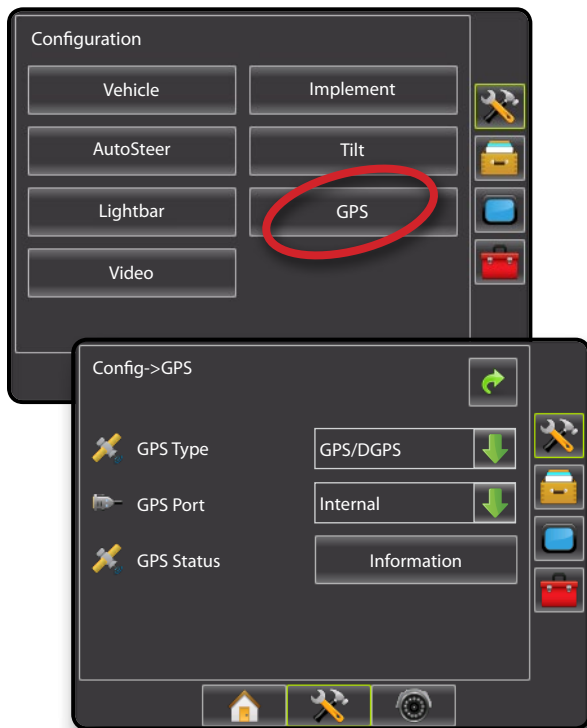 Configuration
Vehicle Implement
AutoSteer Tilt
Lightbar GPS
Video
Config->GPS
GPS Type GPS/DGPS
GPS Port Internal
GPS Status Information